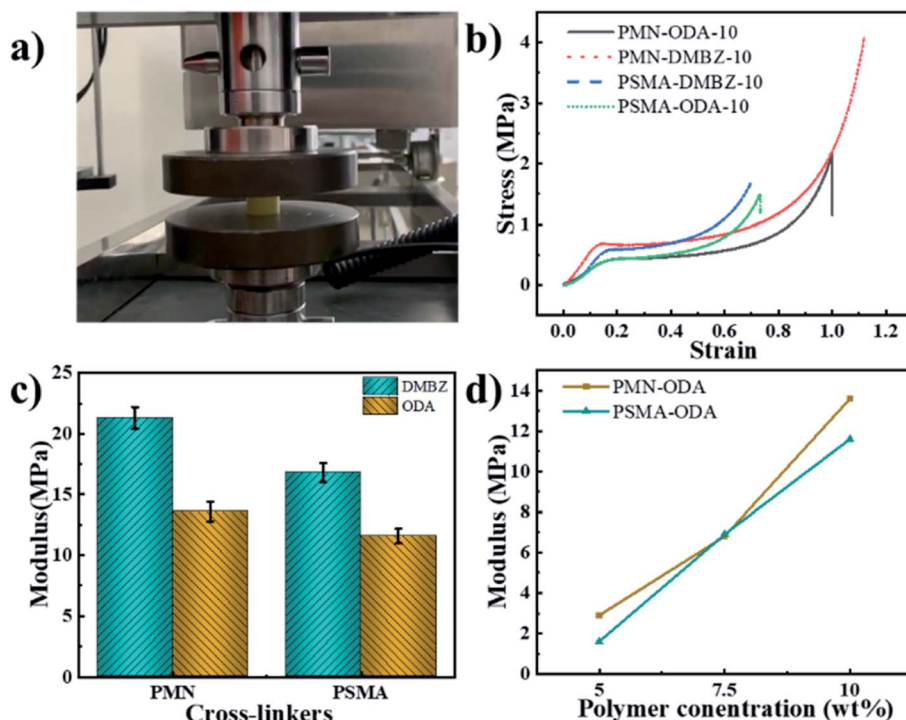 a)
b)
PMN-ODA-10
PMN-DMBZ-10
PSMA-DMBZ-10
PSMA-ODA-10
Stress (MPa)
4
3
2
1
0
0.0 0.2 0.4 0.6 0.8 1.0 1.2
Strain
c)
DMBZ
ODA
Modulus(MPa)
25
20
15
10
5
0
PMN PSMA
Cross-linkers
d)
PMN-ODA
PSMA-ODA
Modulus (MPa)
14
12
10
8
6
4
2
0
5 7.5 10
Polymer conentration (wt%)